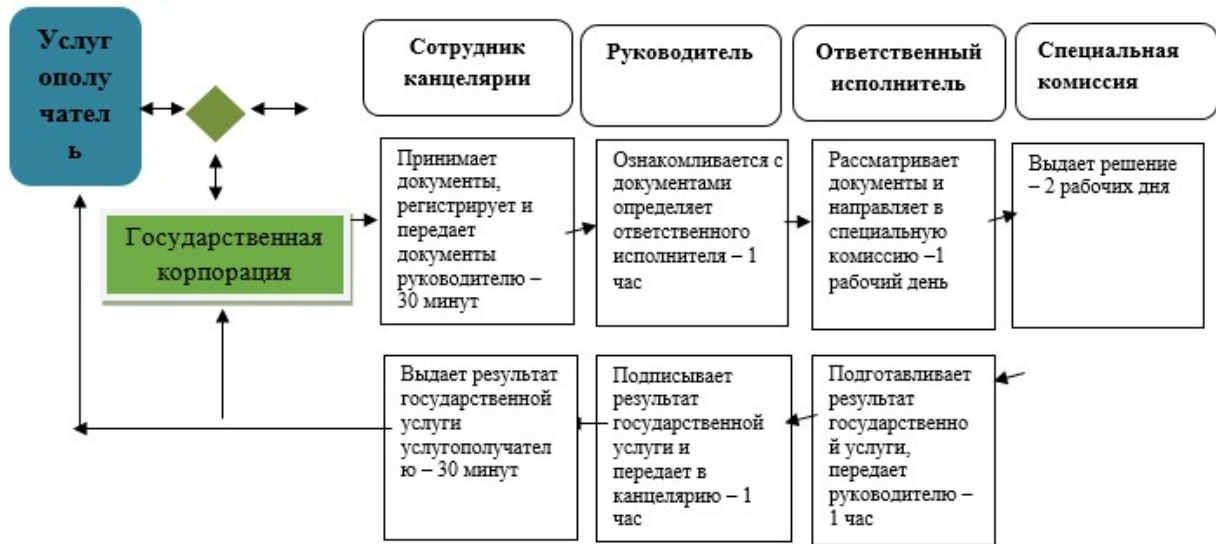 Услуг
ополу
чател
ь
Государственная
корпорация
Сотрудник
канцелярии
Руководитель
Ответственный
исполнитель
Специальная
комиссия
Принимает
документы,
регистрирует и
передает
документы
руководителю –
30 минут
Ознакомливается с
документами
определяет
ответственного
исполнителя – 1
час
Рассматривает
документы и
направляет в
специальную
комиссию –1
рабочий день
Выдает решение
– 2 рабочих дня
Выдает результат
государственной
услуги
услугополучател
ю – 30 минут
Подписывает
результат
государственной
услуги и
передает в
канцелярию – 1
час
Подготавливает
результат
государственно
й услуги,
передает
руководителю –
1 час